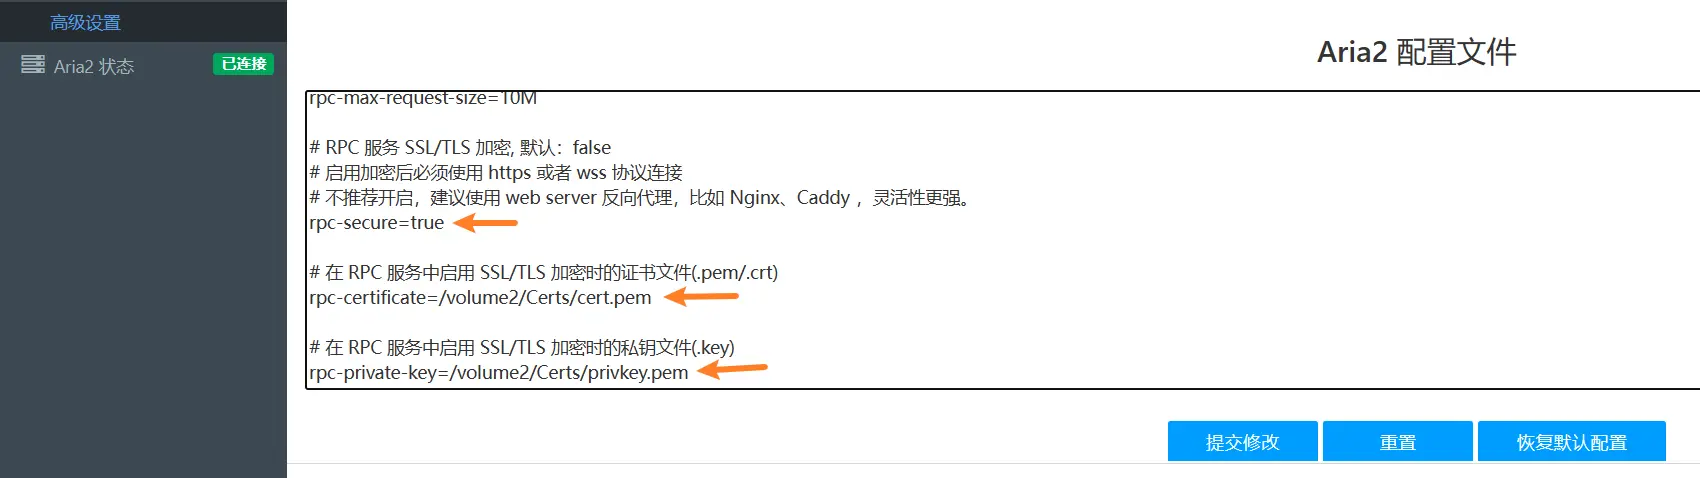 高级设置
Aria2 状态
已连接
Aria2 配置文件
rpc-max-request-size=10M
# RPC 服务 SSL/TLS 加密, 默认：false
# 启用加密后必须使用 https 或者 wss 协议连接
# 不推荐开启，建议使用 web server 反向代理，比如 Nginx、Caddy ，灵活性更强。
rpc-secure=true
# 在 RPC 服务中启用 SSL/TLS 加密时的证书文件(.pem/.crt)
rpc-certificate=/volume2/Certs/cert.pem
# 在 RPC 服务中启用 SSL/TLS 加密时的私钥文件(.key)
rpc-private-key=/volume2/Certs/privkey.pem
提交修改
重置
恢复默认配置